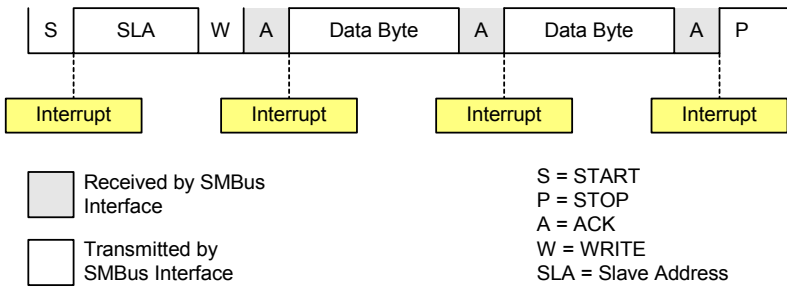 S SLA W A Data Byte A Data Byte A P
Interrupt Interrupt Interrupt Interrupt
Received by SMBus
Interface
Transmitted by
SMBus Interface
S = START
P = STOP
A = ACK
W = WRITE
SLA = Slave Address